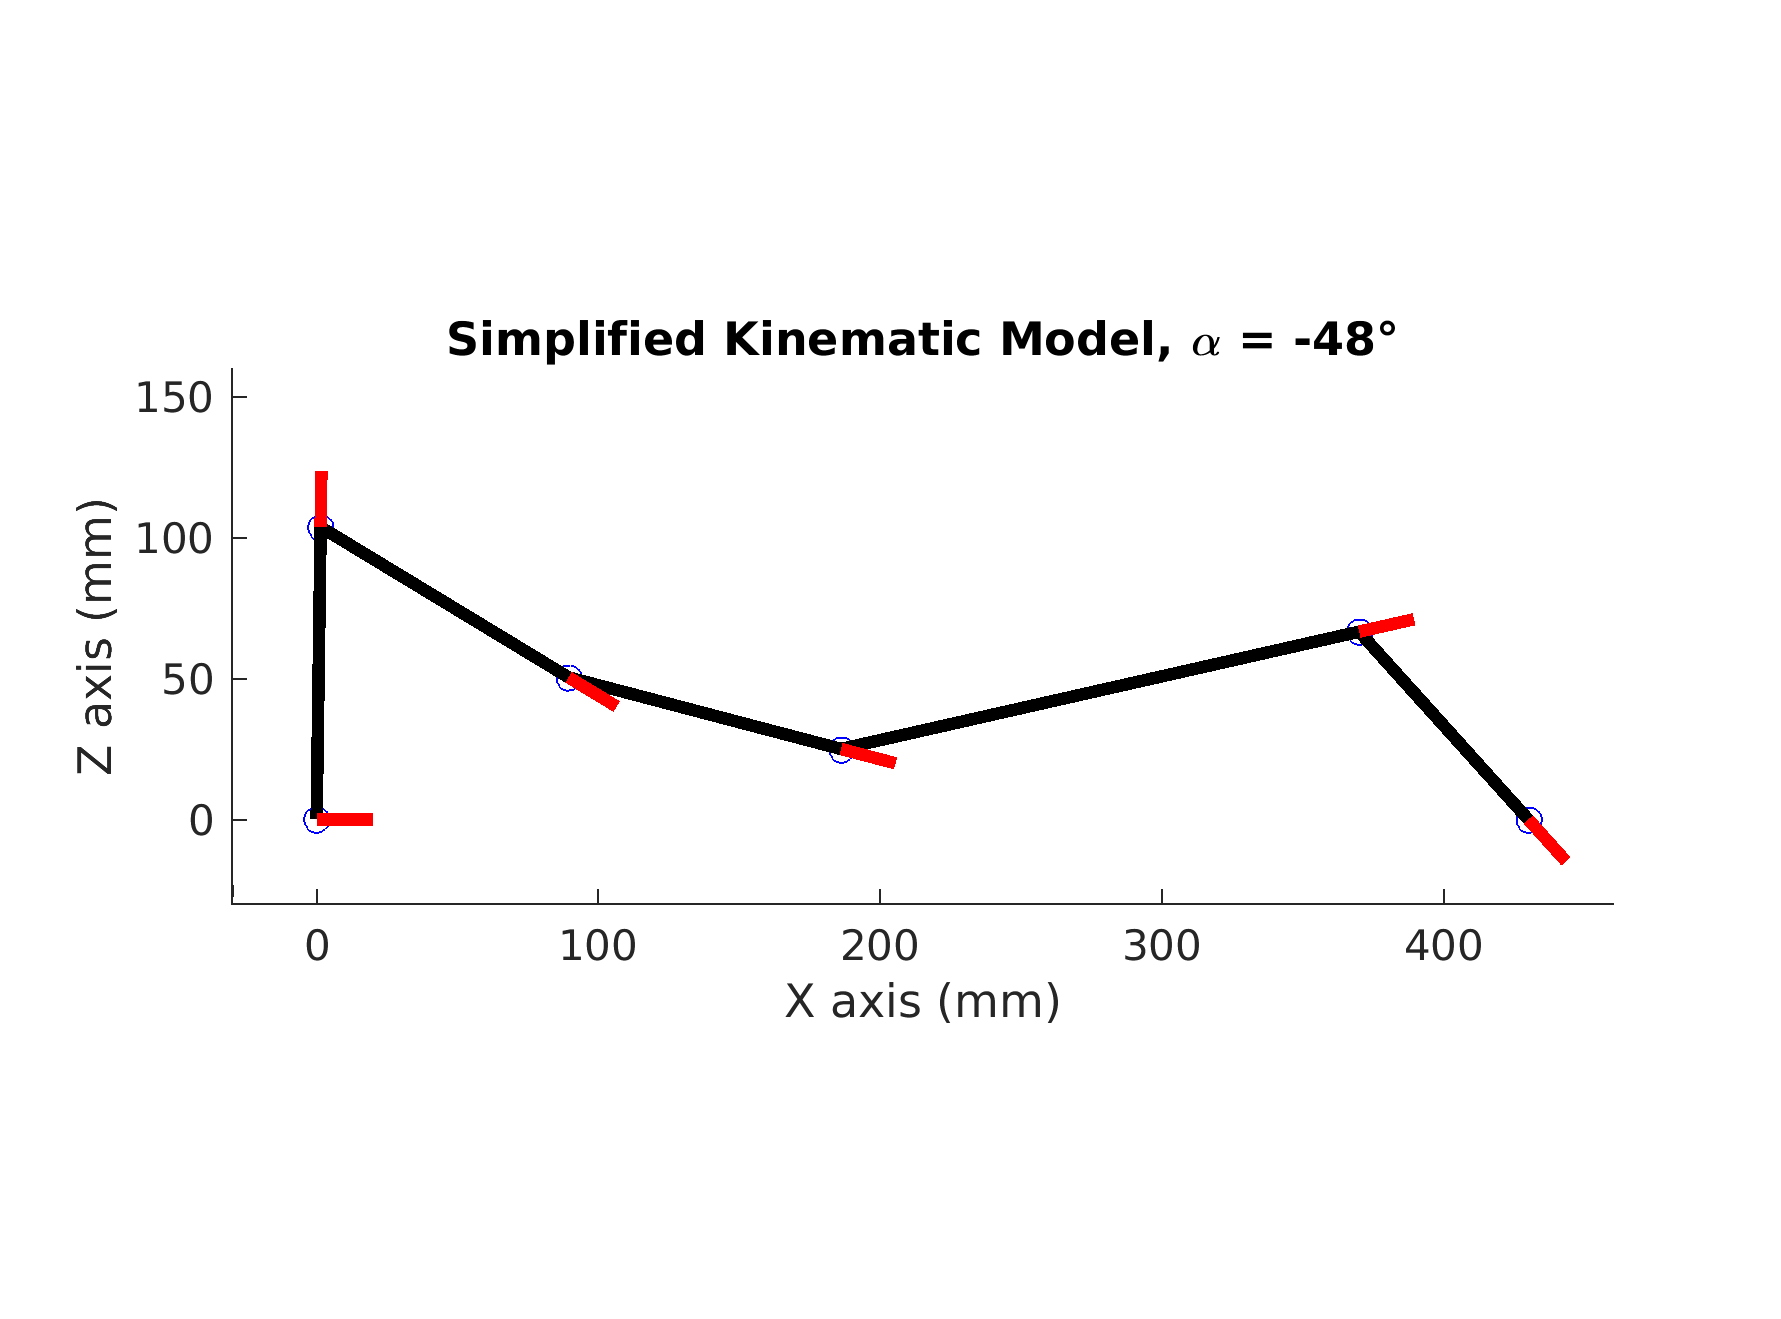 Simplified Kinematic Model, α = -48°
150
100
50
0
Z axis (mm)
0 100 200 300 400
X axis (mm)